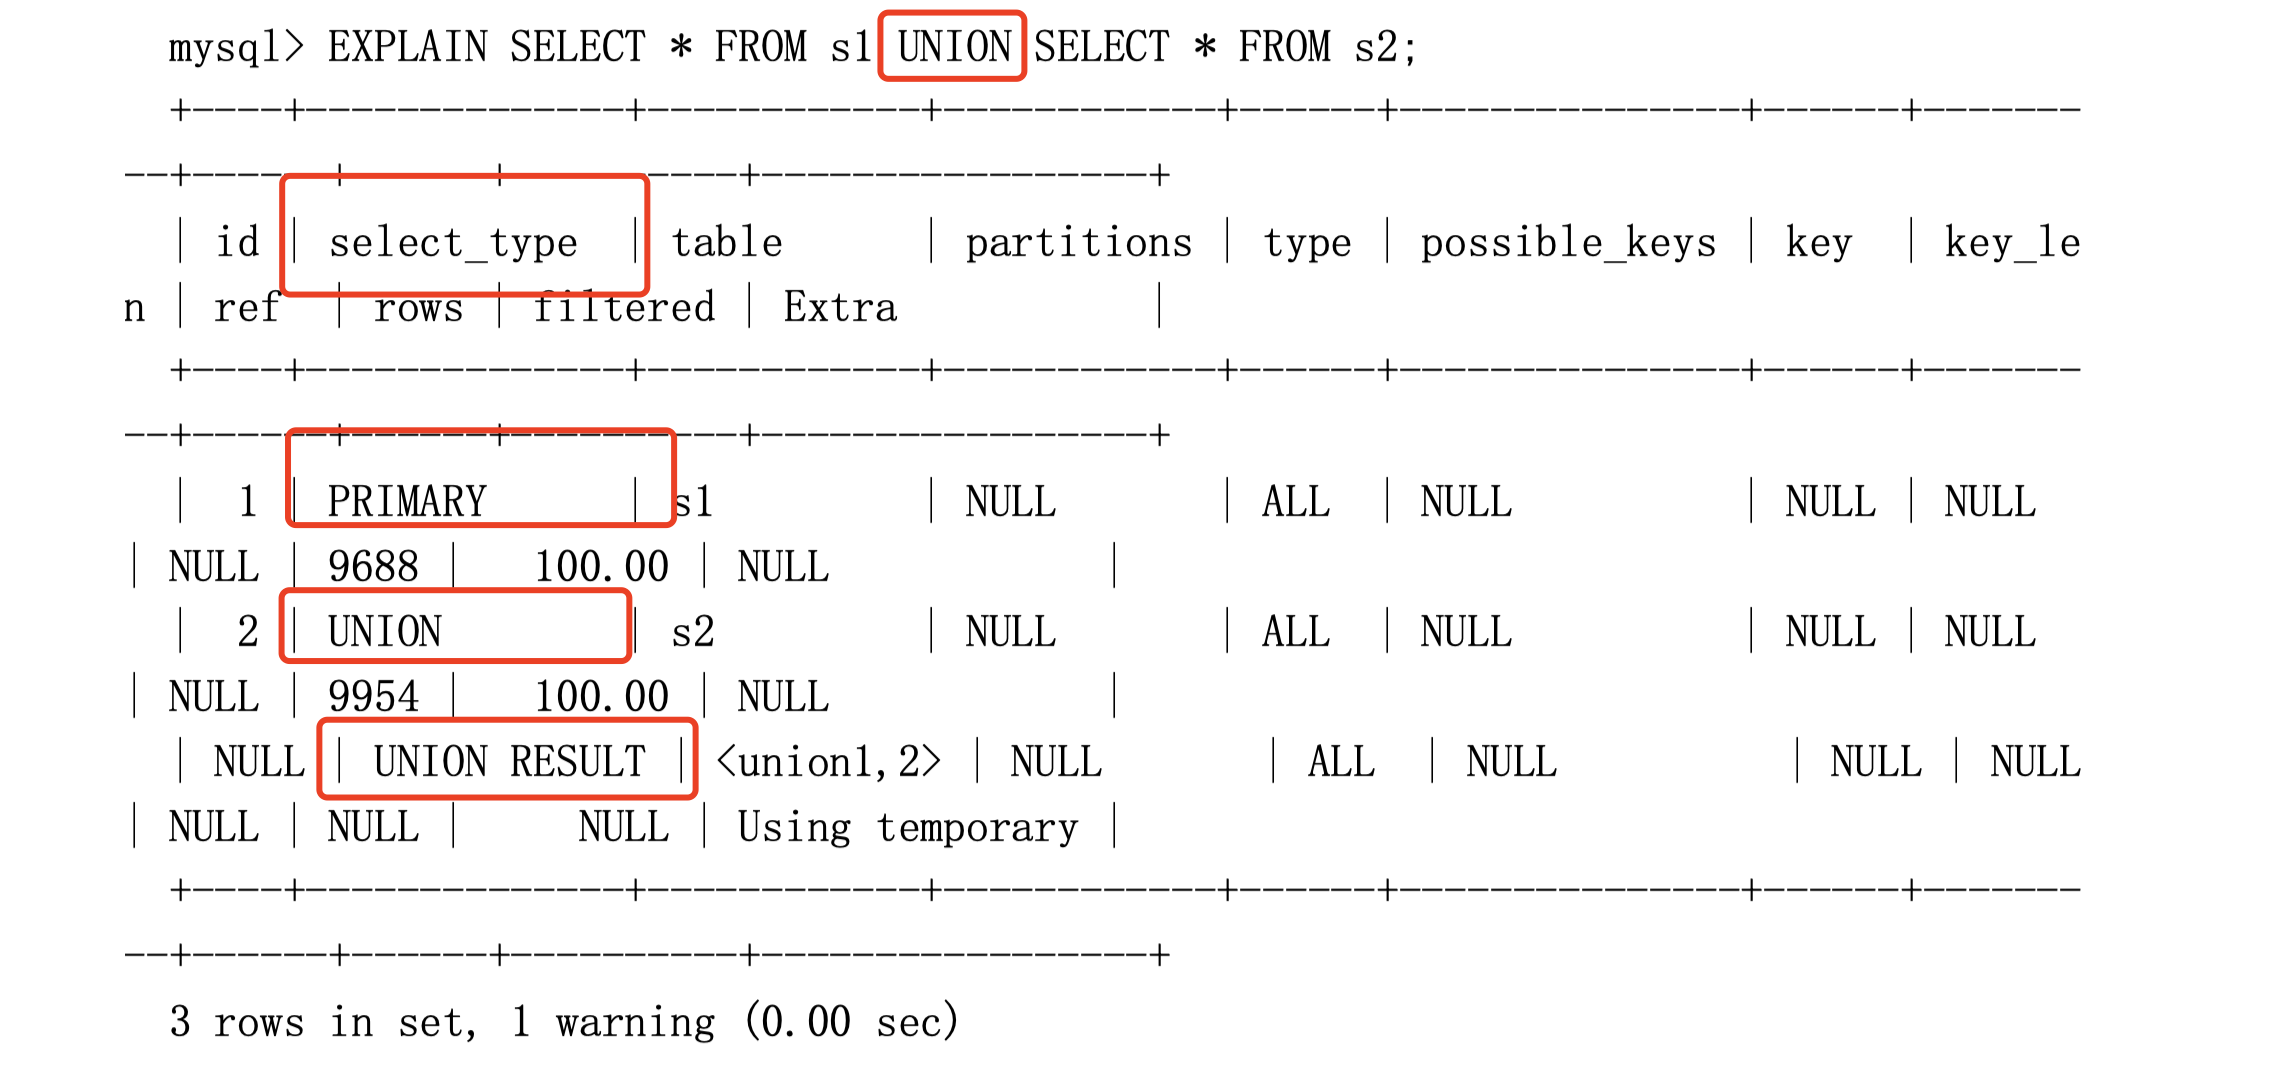 mysql> EXPLAIN SELECT * FROM s1 UNION SELECT * FROM s2;
+----+---------------+-------------+-------------+-------+----------------+-------+--------
--+-------+-------+-----------+------------------+
| id | select_type | table | partitions | type | possible_keys | key | key_le
n | ref | rows | filtered | Extra |
+----+---------------+-------------+-------------+-------+----------------+-------+--------
--+-------+-------+-----------+------------------+
| 1 | PRIMARY | s1 | NULL | ALL | NULL | NULL | NULL
| NULL | 9688 | 100.00 | NULL |
| 2 | UNION | s2 | NULL | ALL | NULL | NULL | NULL
| NULL | 9954 | 100.00 | NULL |
| NULL | UNION RESULT | <union1,2> | NULL | ALL | NULL | NULL | NULL
| NULL | NULL | NULL | Using temporary |
+----+---------------+-------------+-------------+-------+----------------+-------+--------
--+-------+-------+-----------+------------------+
3 rows in set, 1 warning (0.00 sec)